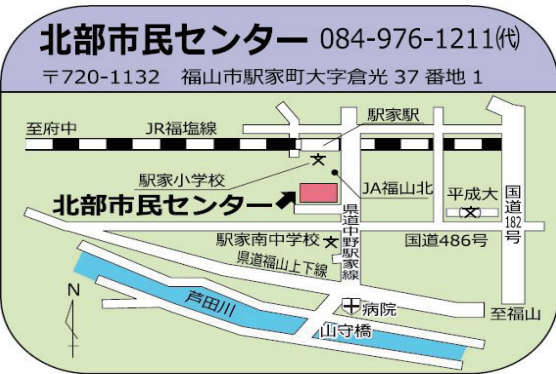 北部市民センター 084-976-1211㈹
〒720-1132 福山市駅家町大字倉光 37 番地 1
至府中
JR福塩線
駅家駅
駅家小学校
JA福山北
平成大
国道182号
北部市民センター
県道中野駅家線
駅家南中学校
国道486号
県道福山上下線
N
芦田川
病院
至福山
山守橋